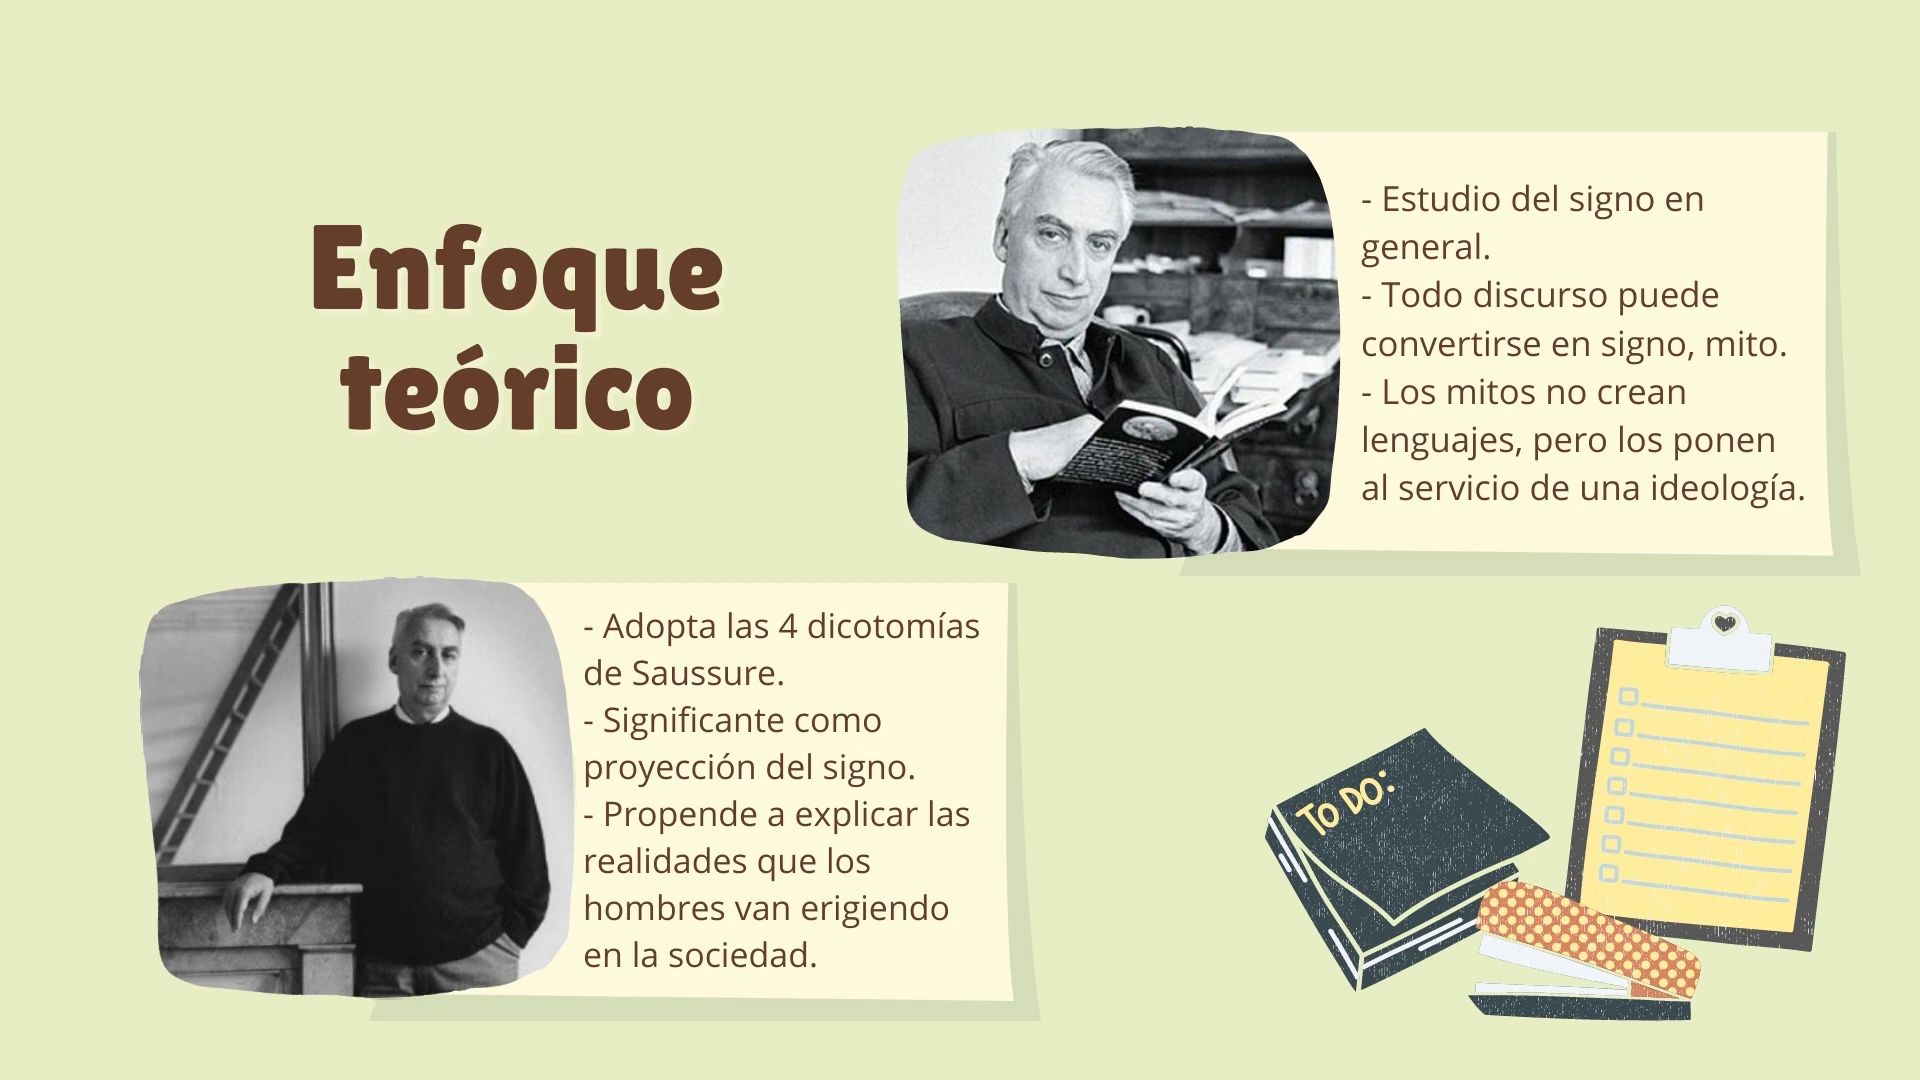 Enfoque
teórico
- Estudio del signo en
general.
- Todo discurso puede
convertirse en signo, mito.
- Los mitos no crean
lenguajes, pero los ponen
al servicio de una ideología.
- Adopta las 4 dicotomías
de Saussure.
- Significante como
proyección del signo.
- Propende a explicar las
realidades que los
hombres van erigiendo
en la sociedad.
TO DO: